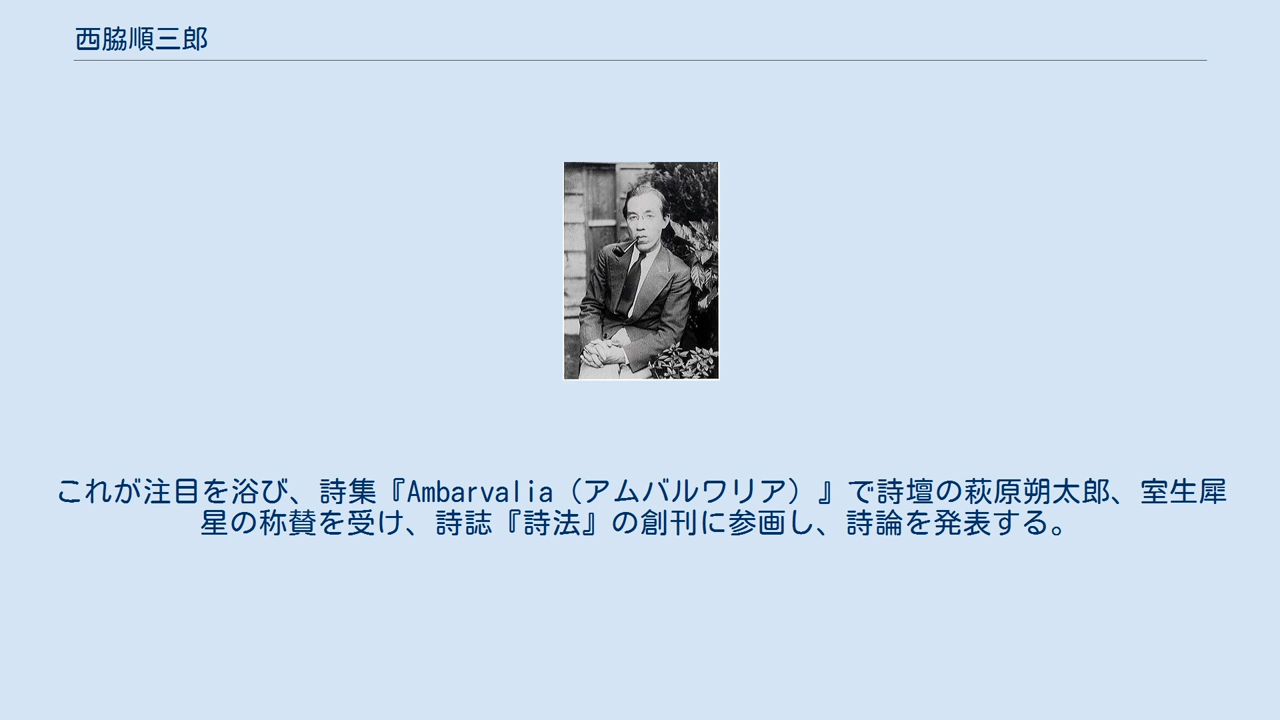 西脇順三郎
これが注目を浴び、詩集『Ambarvalia（アムバルワリア）』で詩壇の萩原朔太郎、室生犀
星の称賛を受け、詩誌『詩法』の創刊に参画し、詩論を発表する。